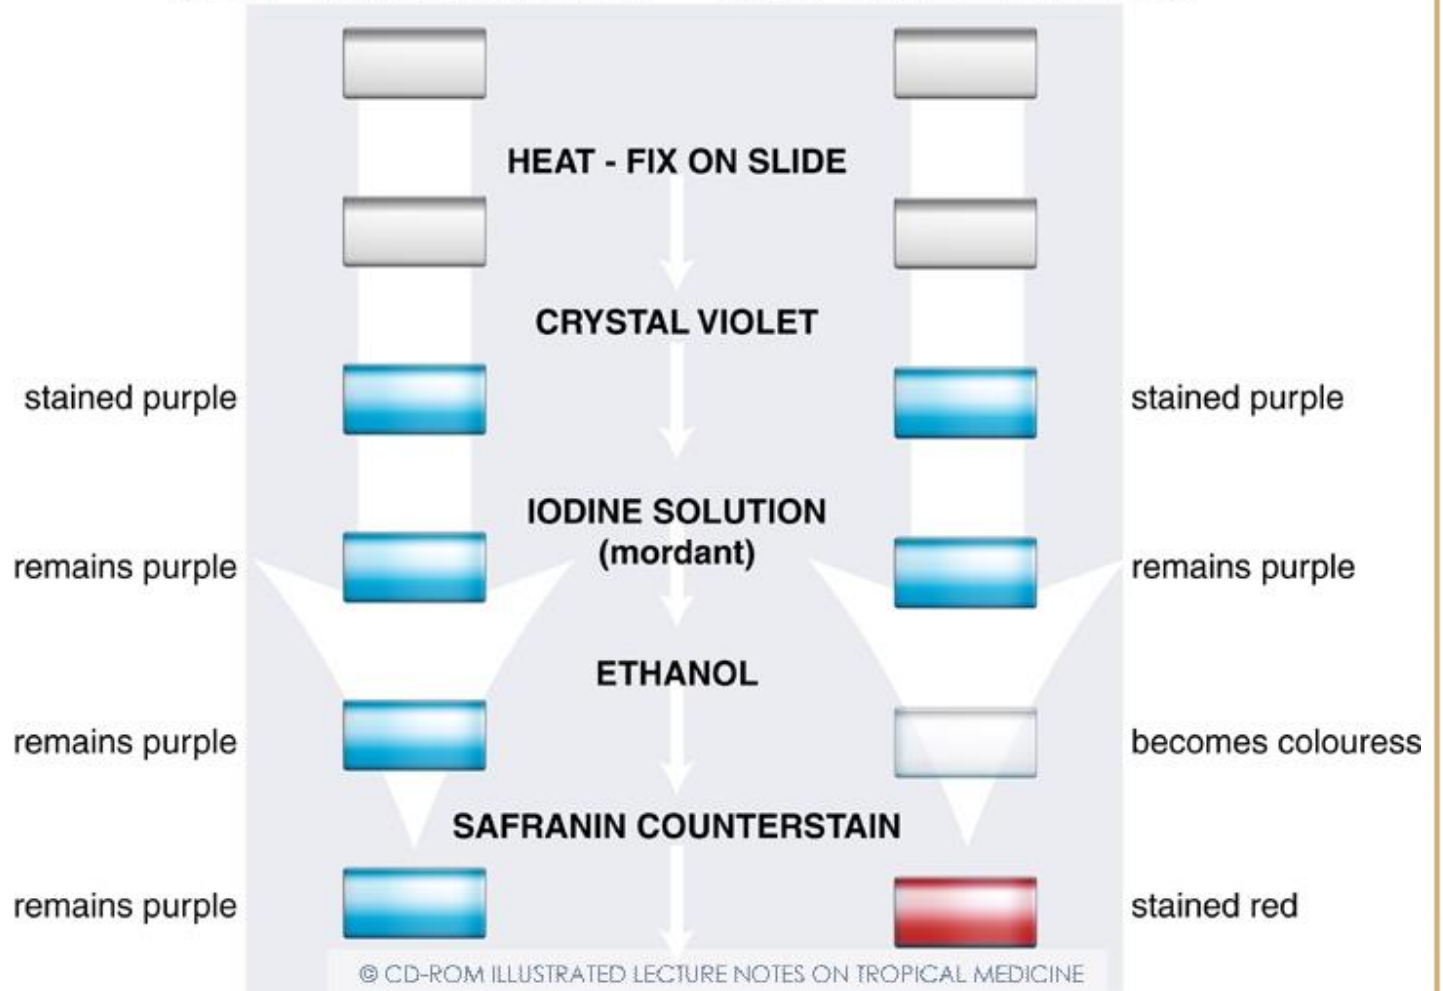 HEAT - FIX ON SLIDE
CRYSTAL VIOLET
stained purple
stained purple
IODINE SOLUTION
(mordant)
remains purple
remains purple
ETHANOL
remains purple
becomes colouress
SAFRANIN COUNTERSTAIN
remains purple
stained red
© CD-ROM ILLUSTRATED LECTURE NOTES ON TROPICAL MEDICINE